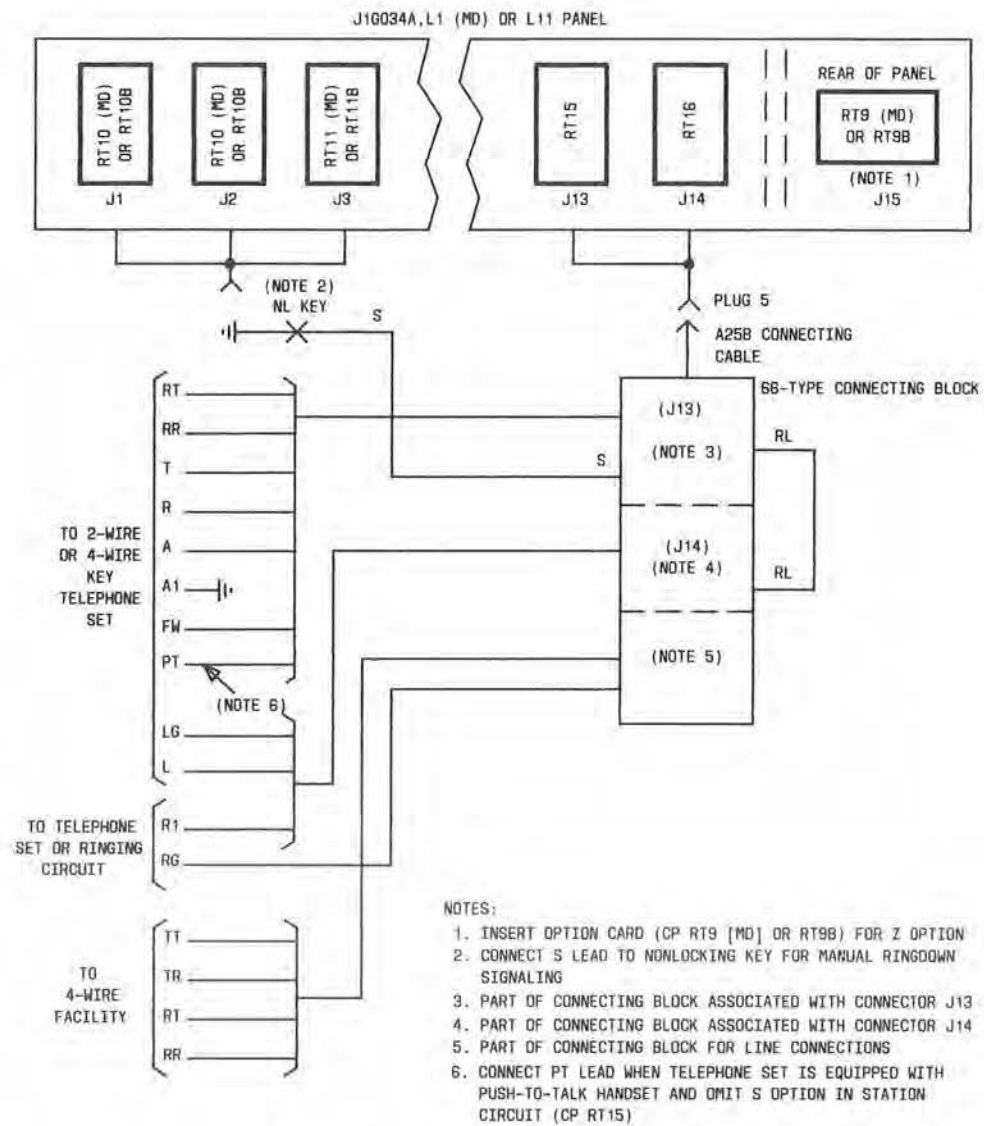 J1G034A,L1 (MD) OR L11 PANEL
RT10 (MD)
OR RT10B
J1
RT10 (MD)
OR RT10B
J2
RT11 (MD)
OR RT11B
J3
RT15
J13
RT16
J14
REAR OF PANEL
RT9 (MD)
OR RT9B
(NOTE 1)
J15
(NOTE 2)
NL KEY
S
PLUG 5
A25B CONNECTING
CABLE
66-TYPE CONNECTING BLOCK
(J13)
(NOTE 3)
RL
S
(J14)
(NOTE 4)
RL
(NOTE 5)
TO 2-WIRE
OR 4-WIRE
KEY
TELEPHONE
SET
RT
RR
T
R
A
A1
FW
PT
(NOTE 6)
LG
L
TO TELEPHONE
SET OR RINGING
CIRCUIT
R1
RG
TO
4-WIRE
FACILITY
TT
TR
RT
RR
NOTES:
1. INSERT OPTION CARD (CP RT9 [MD] OR RT9B) FOR Z OPTION
2. CONNECT S LEAD TO NONLOCKING KEY FOR MANUAL RINGDOWN
SIGNALING
3. PART OF CONNECTING BLOCK ASSOCIATED WITH CONNECTOR J13
4. PART OF CONNECTING BLOCK ASSOCIATED WITH CONNECTOR J14
5. PART OF CONNECTING BLOCK FOR LINE CONNECTIONS
6. CONNECT PT LEAD WHEN TELEPHONE SET IS EQUIPPED WITH
PUSH-TO-TALK HANDSET AND OMIT S OPTION IN STATION
CIRCUIT (CP RT15)